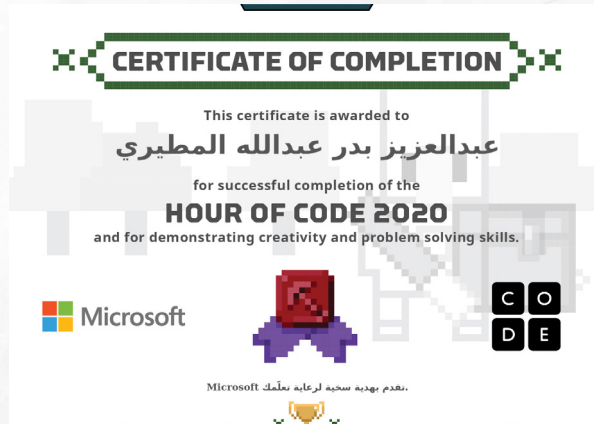 CERTIFICATE OF COMPLETION
This certificate is awarded to
عبدالعزيز بدر عبدالله المطيري
for successful completion of the
HOUR OF CODE 2020
and for demonstrating creativity and problem solving skills.
Microsoft
C O
D E
Microsoft تقدم بهدية سخية لرعاية تعلّمك.